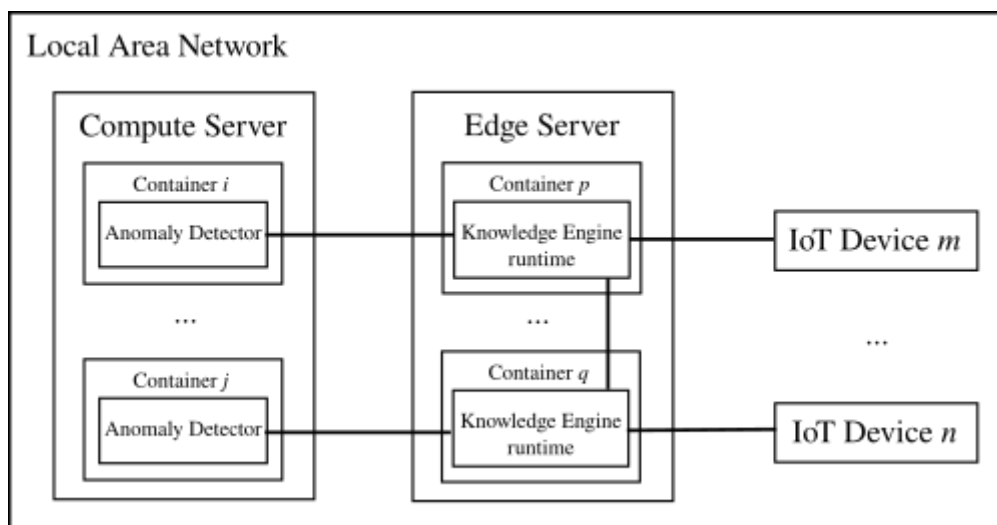 Local Area Network
Compute Server
Edge Server
Container i
Anomaly Detector
Container p
Knowledge Engine
runtime
IoT Device m
...
...
...
Container j
Anomaly Detector
Container q
Knowledge Engine
runtime
IoT Device n